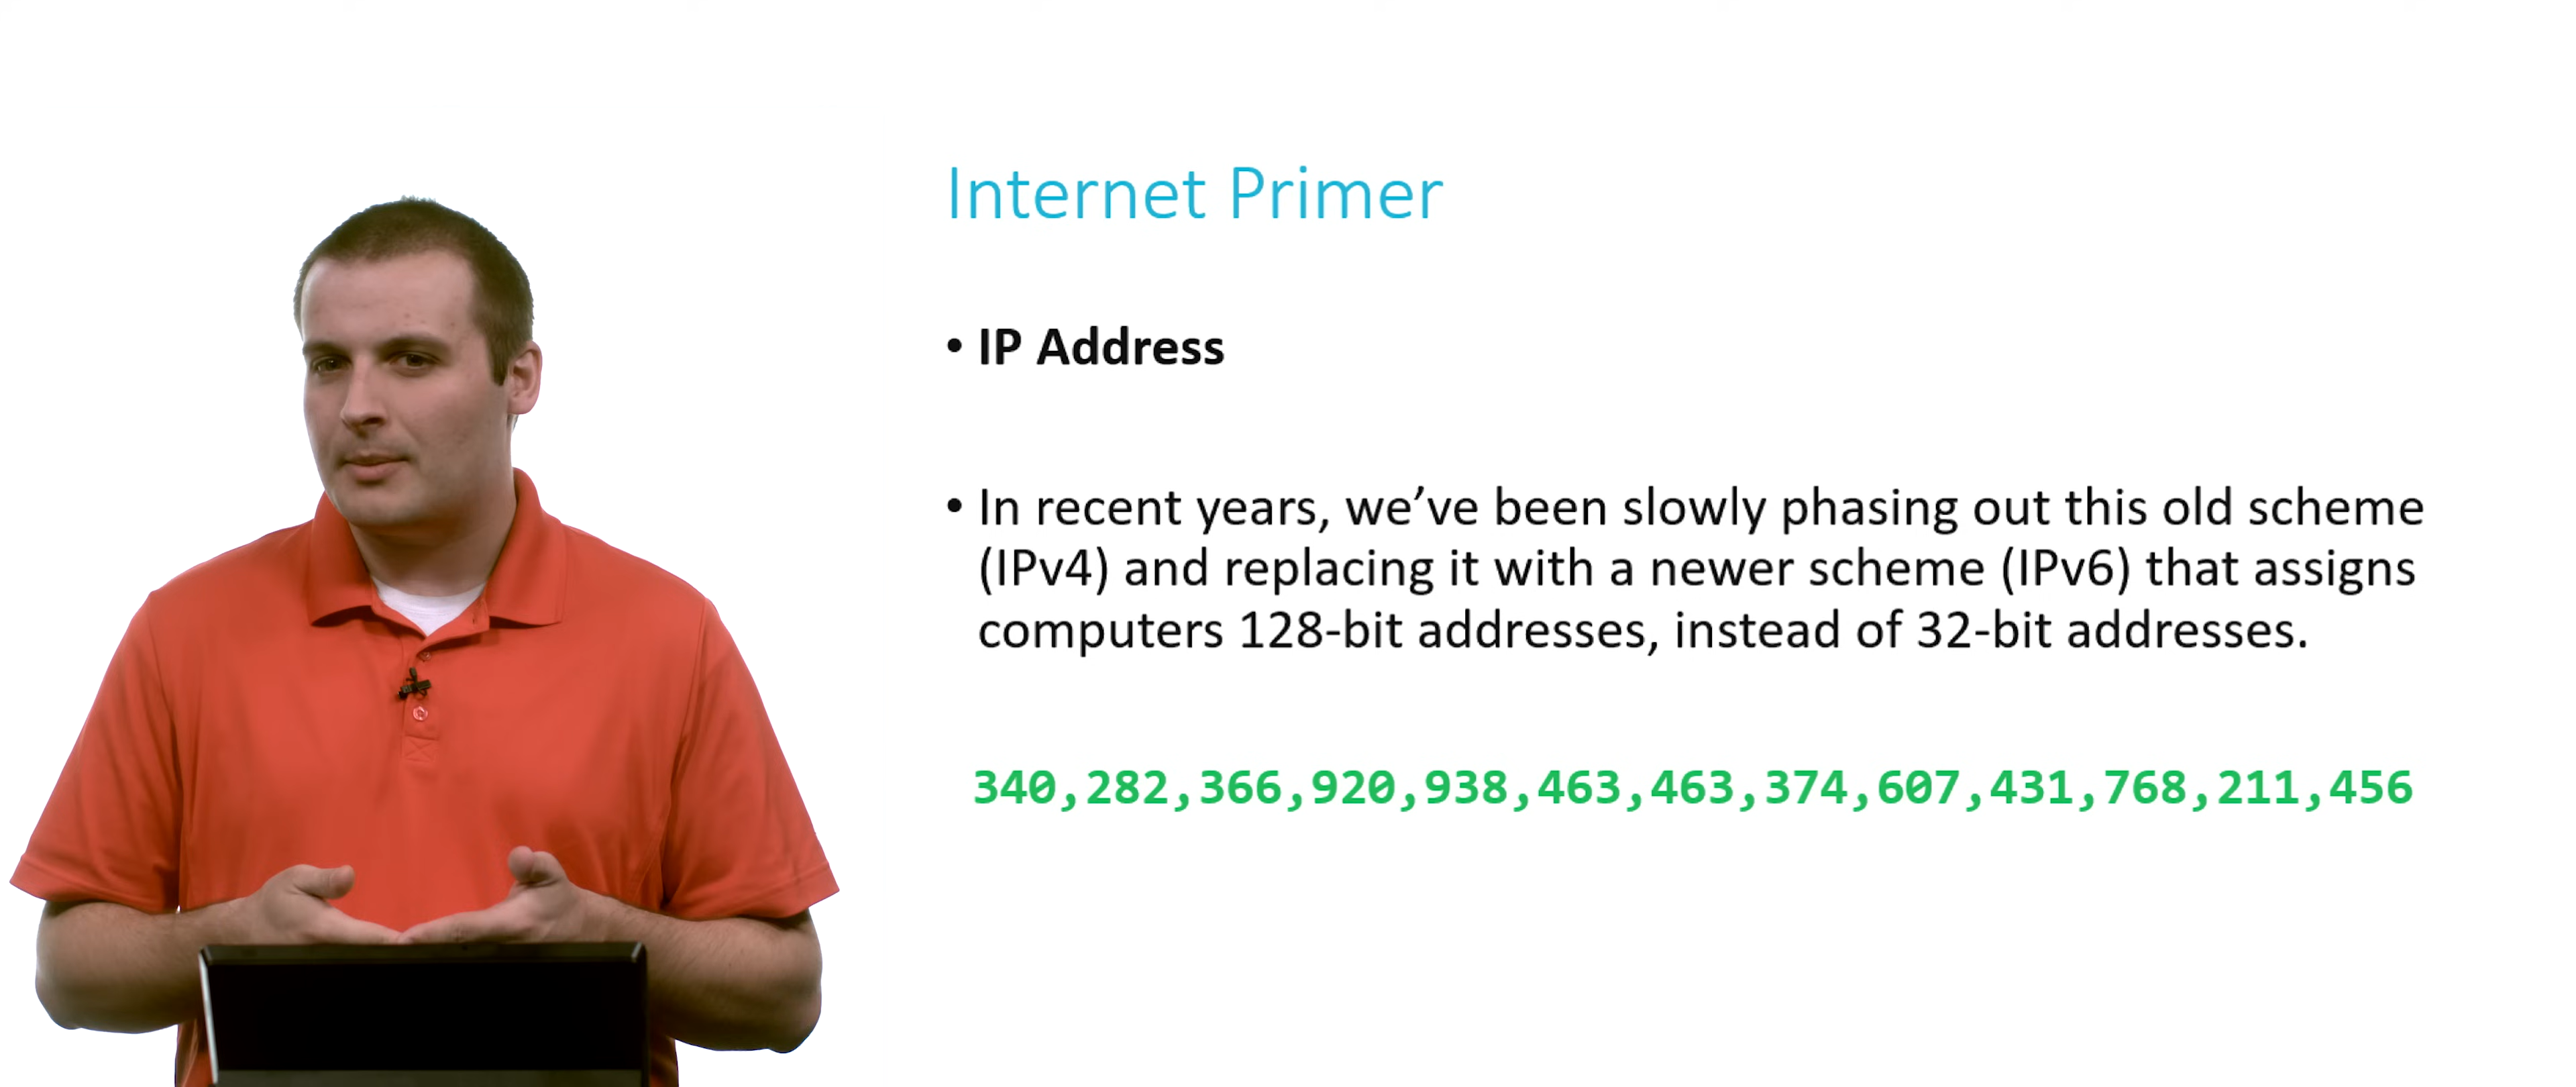 Internet Primer
• IP Address
• In recent years, we’ve been slowly phasing out this old scheme
(IPv4) and replacing it with a newer scheme (IPv6) that assigns
computers 128-bit addresses, instead of 32-bit addresses.
340,282,366,920,938,463,463,374,607,431,768,211,456